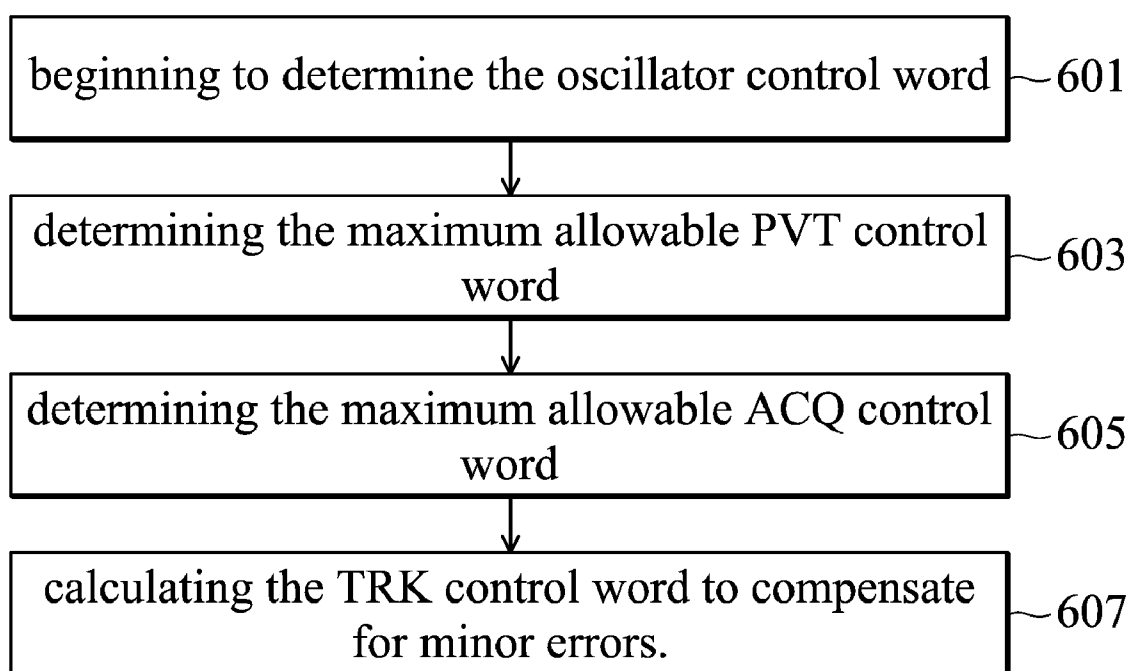 beginning to determine the oscillator control word
601
determining the maximum allowable PVT control
word
603
determining the maximum allowable ACQ control
word
605
calculating the TRK control word to compensate
for minor errors.
607